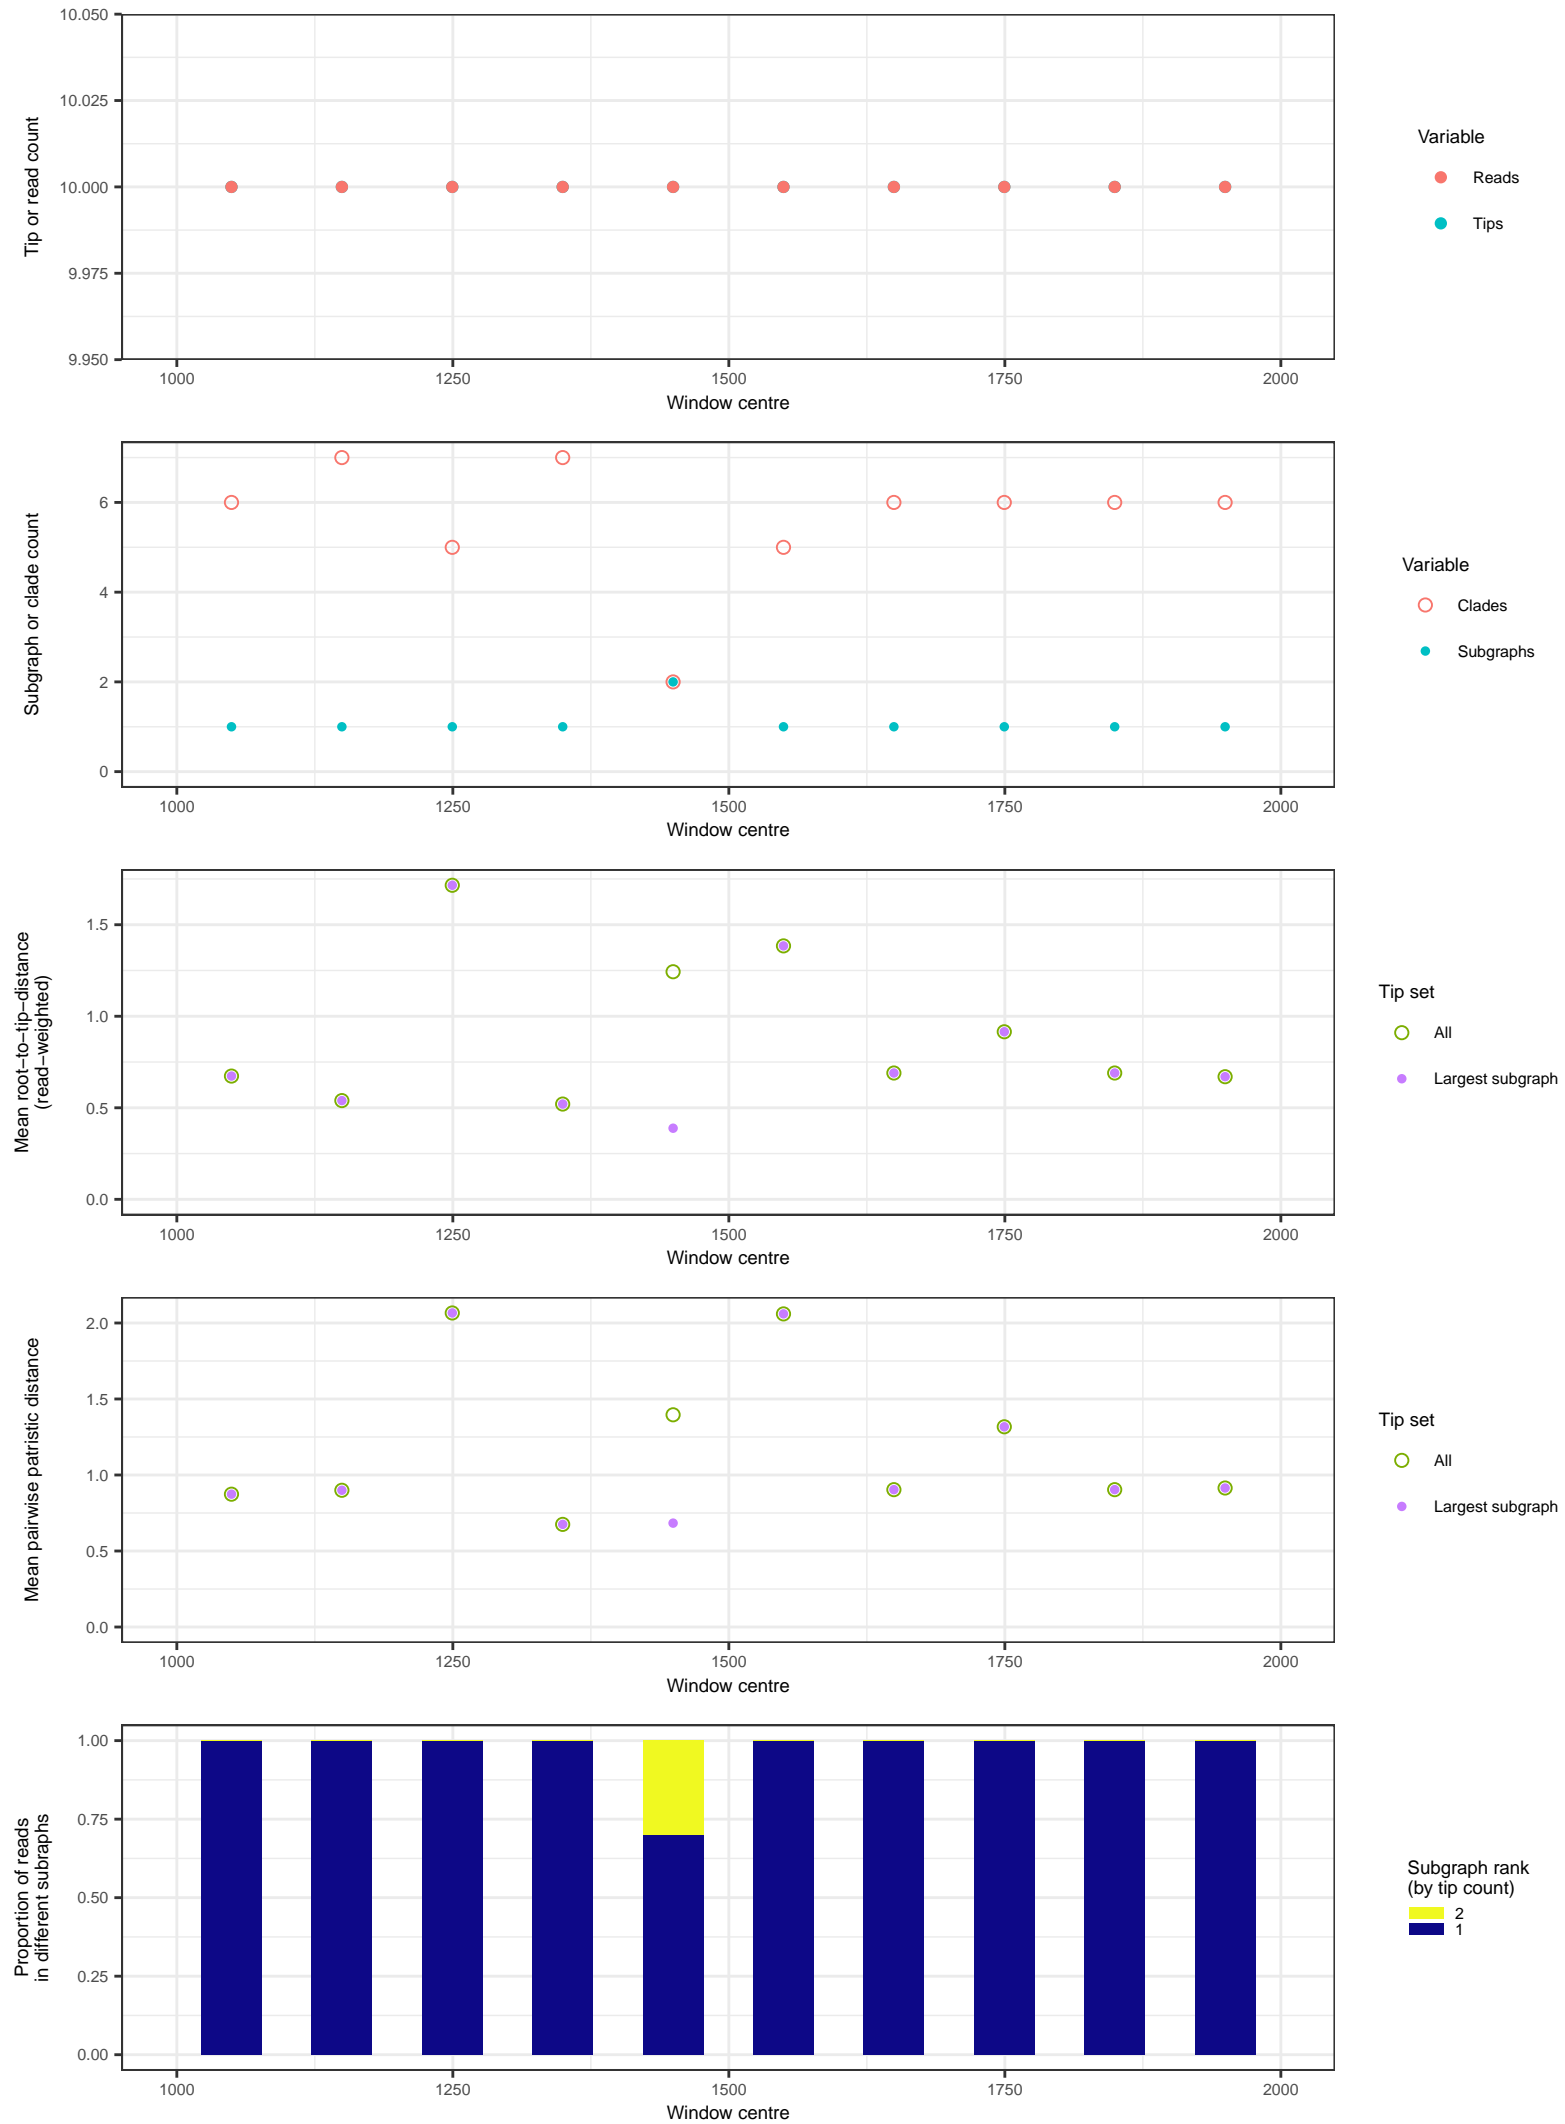 10.050
10.025
10.000
9.975
9.950
Tip or read count
1000 1250 1500 1750 2000
Window centre
Variable
Reads
Tips
6
4
2
0
Subgraph or clade count
1000 1250 1500 1750 2000
Window centre
Variable
Clades
Subgraphs
1.5
1.0
0.5
0.0
Mean root−to−tip−distance
(read−weighted)
1000 1250 1500 1750 2000
Window centre
Tip set
All
Largest subgraph
2.0
1.5
1.0
0.5
0.0
Mean pairwise patristic distance
1000 1250 1500 1750 2000
Window centre
Tip set
All
Largest subgraph
1.00
0.75
0.50
0.25
0.00
Proportion of reads
in different subraphs
1000 1250 1500 1750 2000
Window centre
Subgraph rank
(by tip count)
2
1